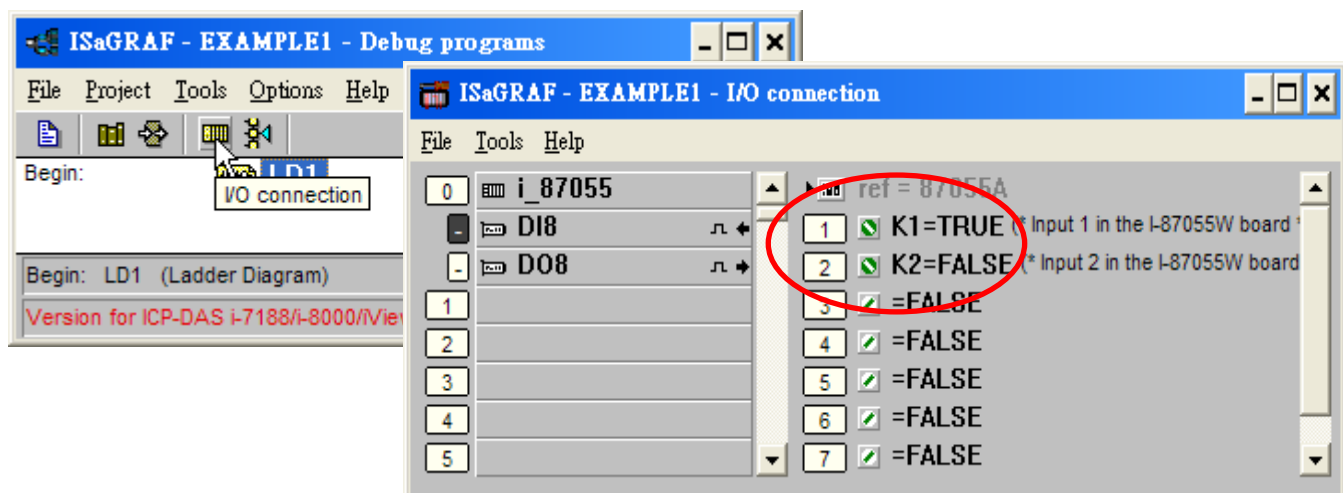 ISaGRAF - EXAMPLE1 - Debug programs
File Project Tools Options Help
I/O connection
Begin: LD1
Begin: LD1 (Ladder Diagram)
Version for ICP-DAS i-7188/i-8000/iView
ISaGRAF - EXAMPLE1 - I/O connection
File Tools Help
0 i_87055
- DI8
- DO8
1
2
3
4
5
ref = 87055A
1 K1=TRUE (* Input 1 in the I-87055W board *
2 K2=FALSE (* Input 2 in the I-87055W board
3 =FALSE
4 =FALSE
5 =FALSE
6 =FALSE
7 =FALSE